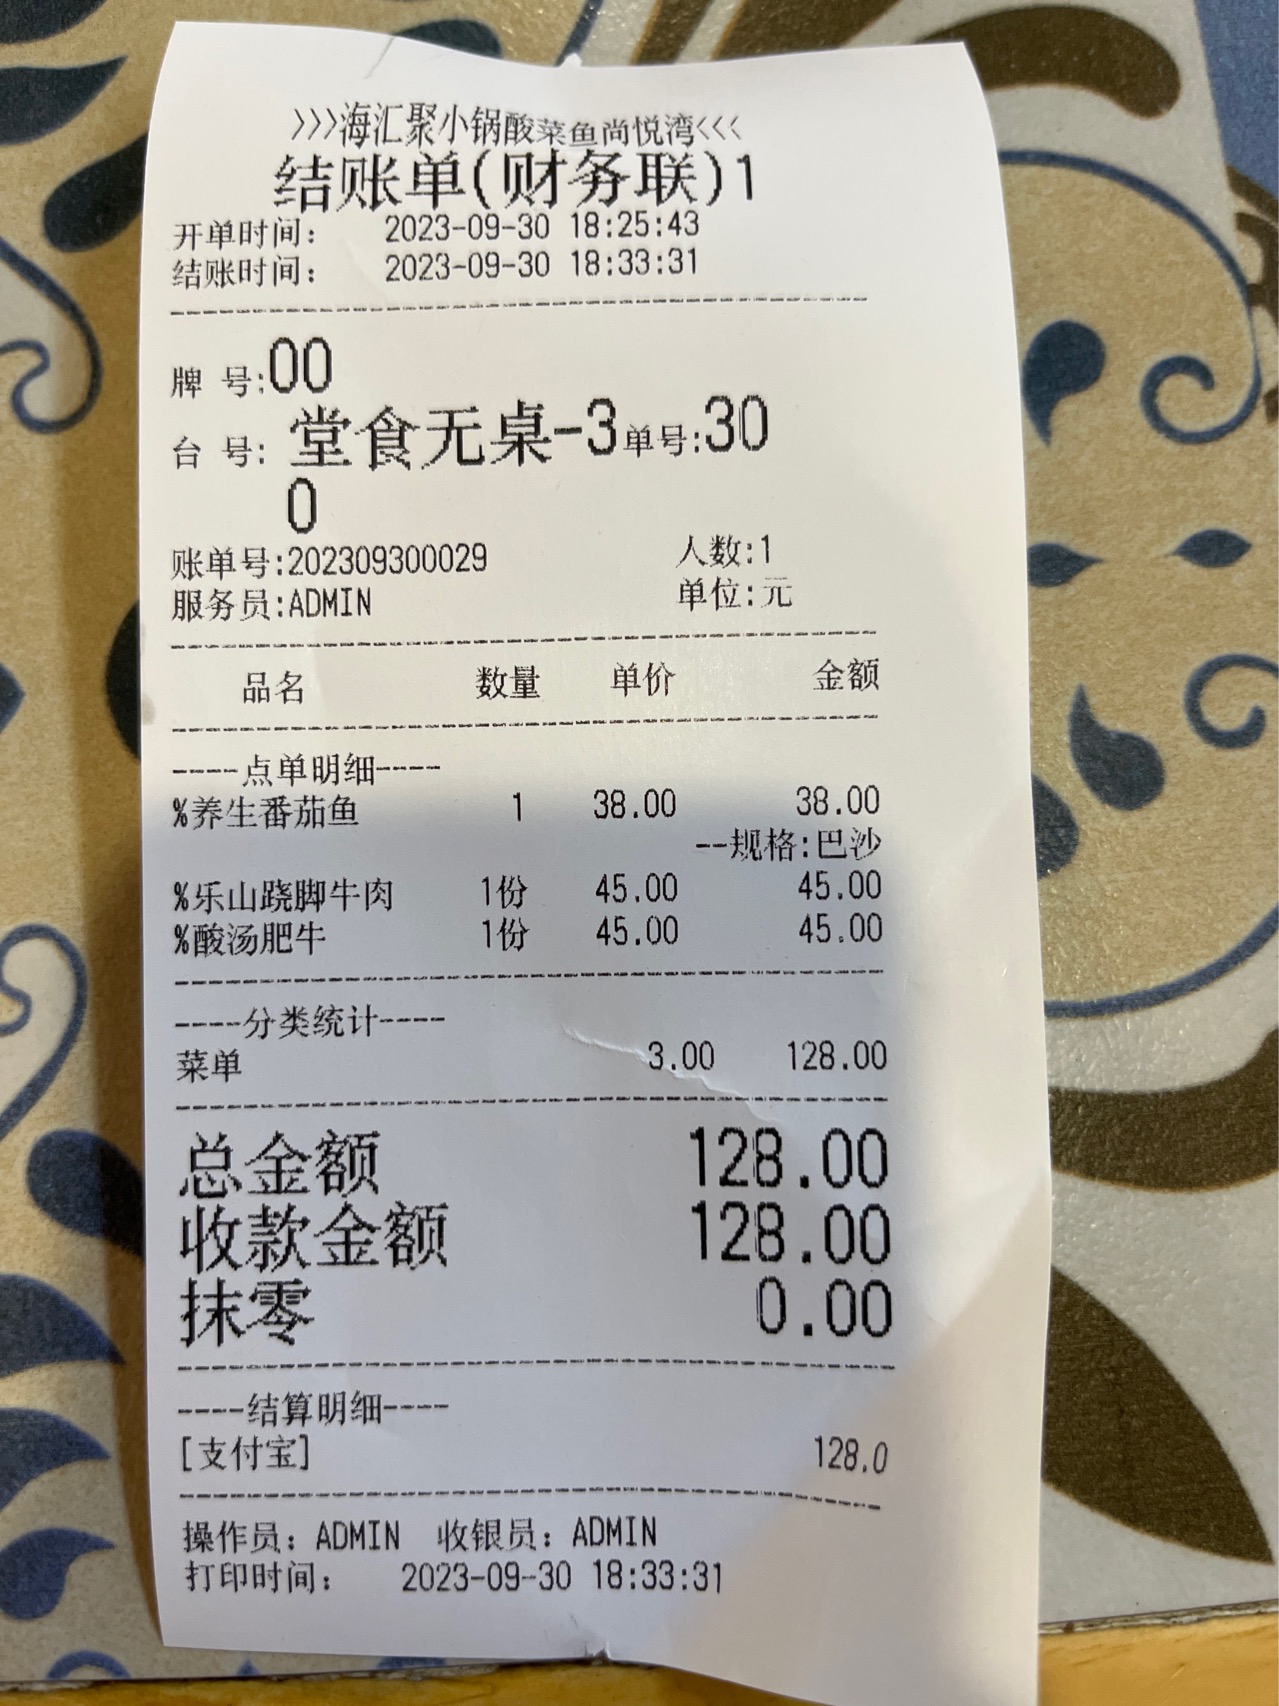 >>>海汇聚小锅酸菜鱼尚悦湾<<<
结账单(财务联)1
开单时间: 2023-09-30 18:25:43
结账时间: 2023-09-30 18:33:31
牌 号:00
台 号: 堂食无桌-3 单号:30
0
账单号:202309300029 人数:1
服务员:ADMIN 单位:元
品名 数量 单价 金额
----点单明细----
%养生番茄鱼 1 38.00 38.00
--规格:巴沙
%乐山跷脚牛肉 1份 45.00 45.00
%酸汤肥牛 1份 45.00 45.00
----分类统计----
菜单 3.00 128.00
总金额 128.00
收款金额 128.00
抹零 0.00
----结算明细----
[支付宝] 128.0
操作员: ADMIN 收银员: ADMIN
打印时间: 2023-09-30 18:33:31